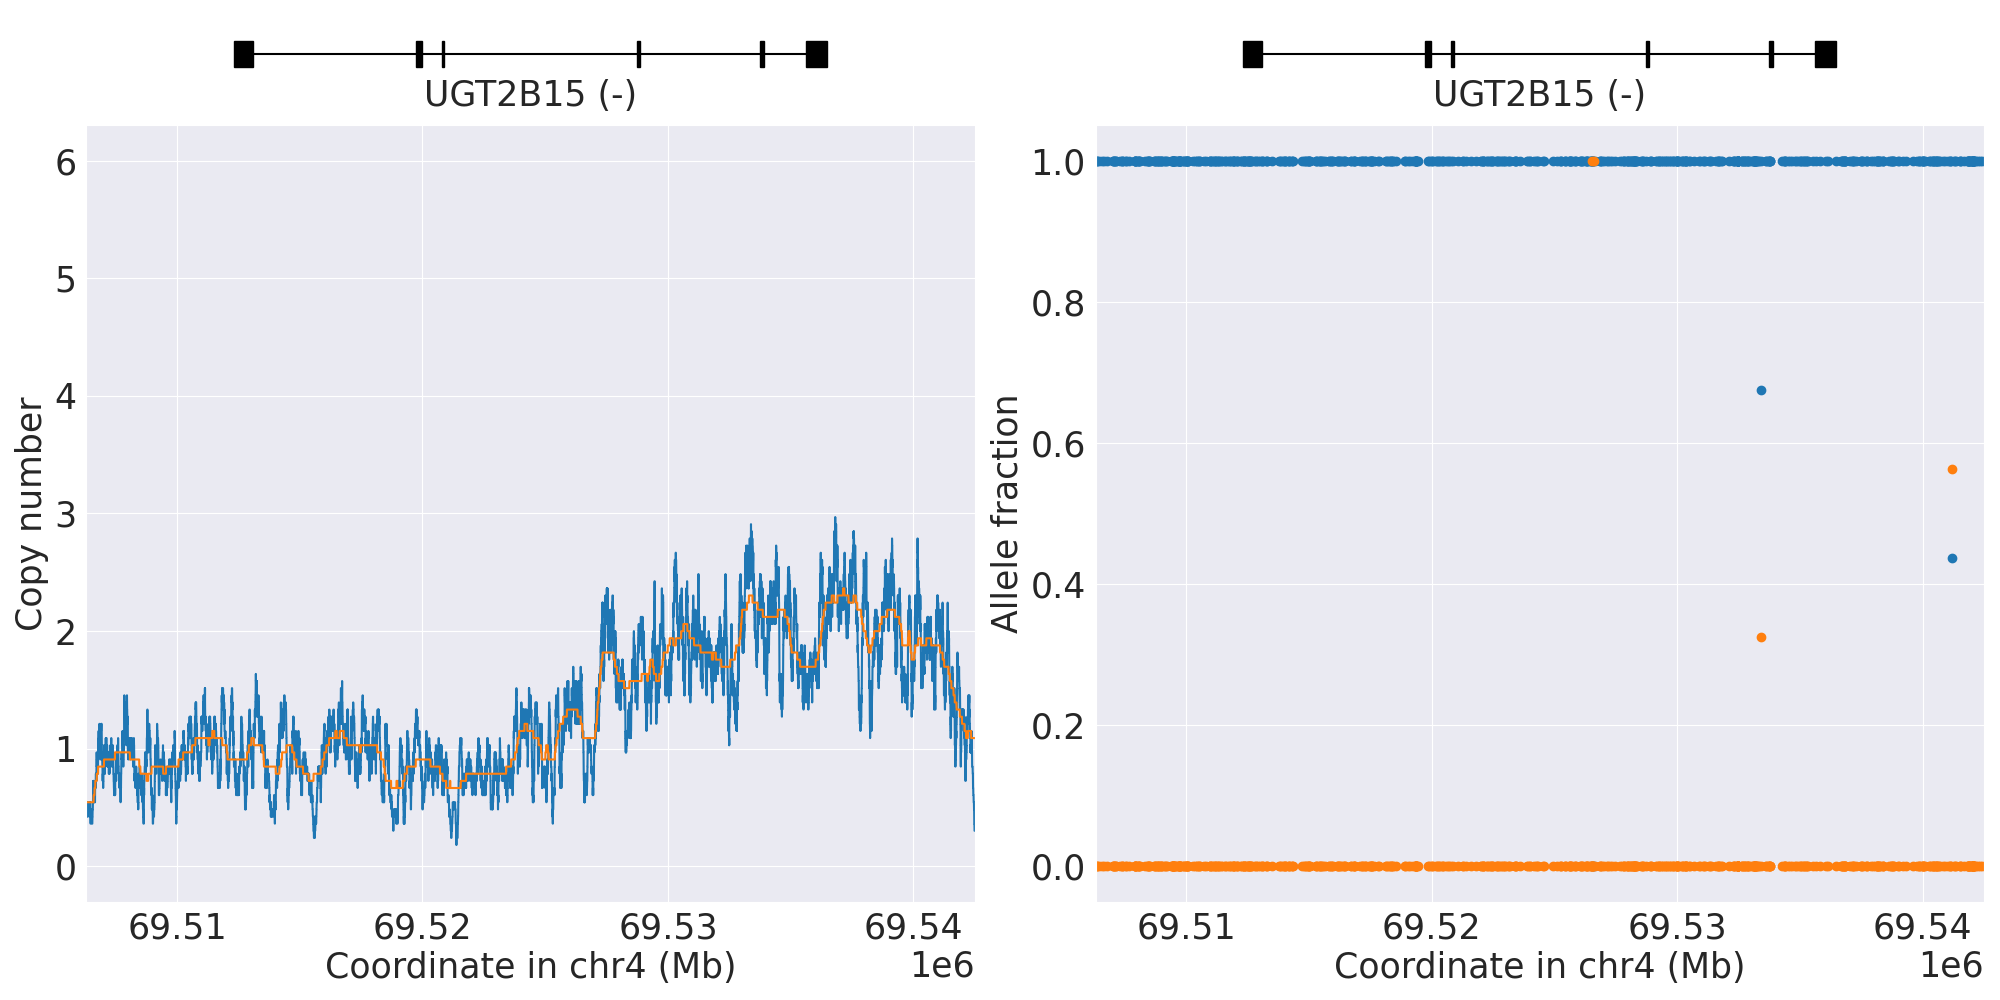 UGT2B15 (-)
6
5
4
3
2
1
0
Copy number
69.51 69.52 69.53 69.54
Coordinate in chr4 (Mb)
1e6
UGT2B15 (-)
1.0
0.8
0.6
0.4
0.2
0.0
Allele fraction
69.51 69.52 69.53 69.54
Coordinate in chr4 (Mb)
1e6